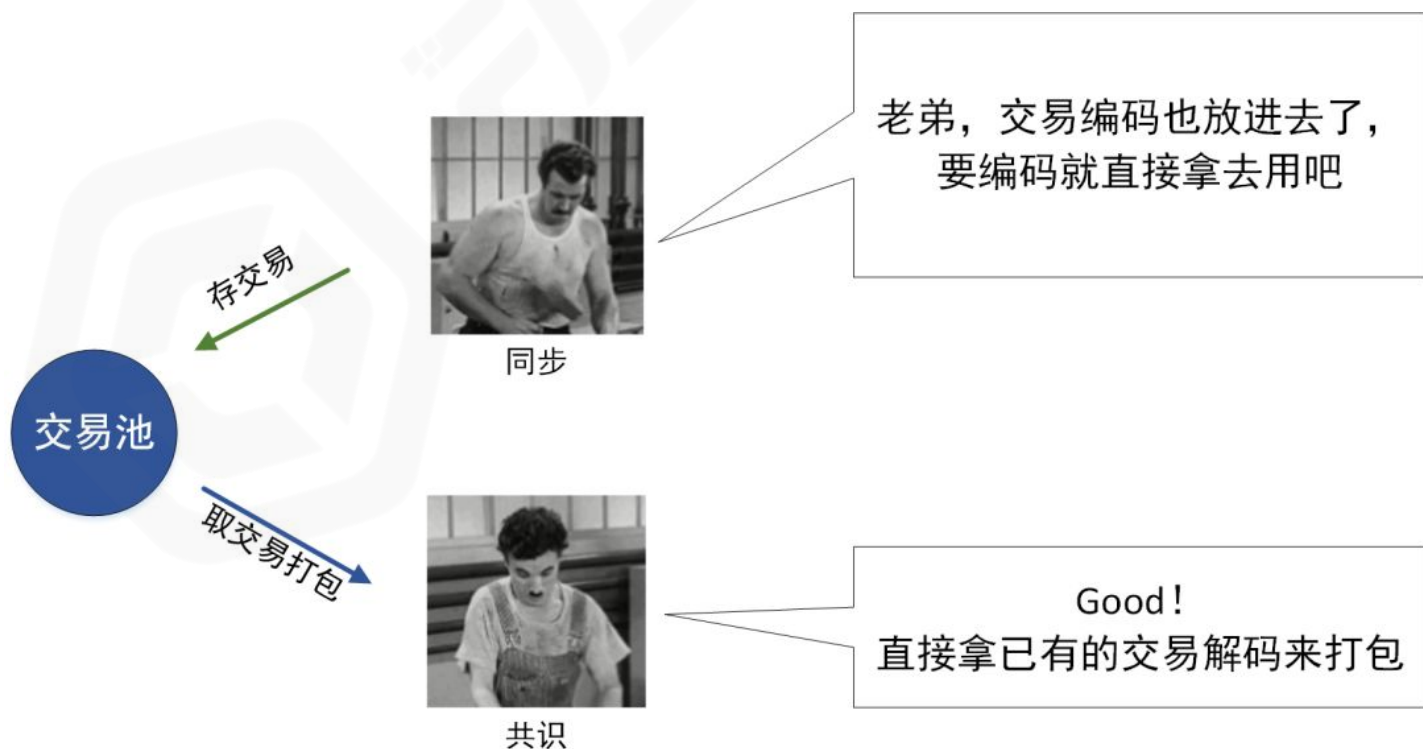 老弟，交易编码也放进去了，
要编码就直接拿去用吧
存交易
同步
交易池
取交易打包
Good！
直接拿已有的交易解码来打包
共识